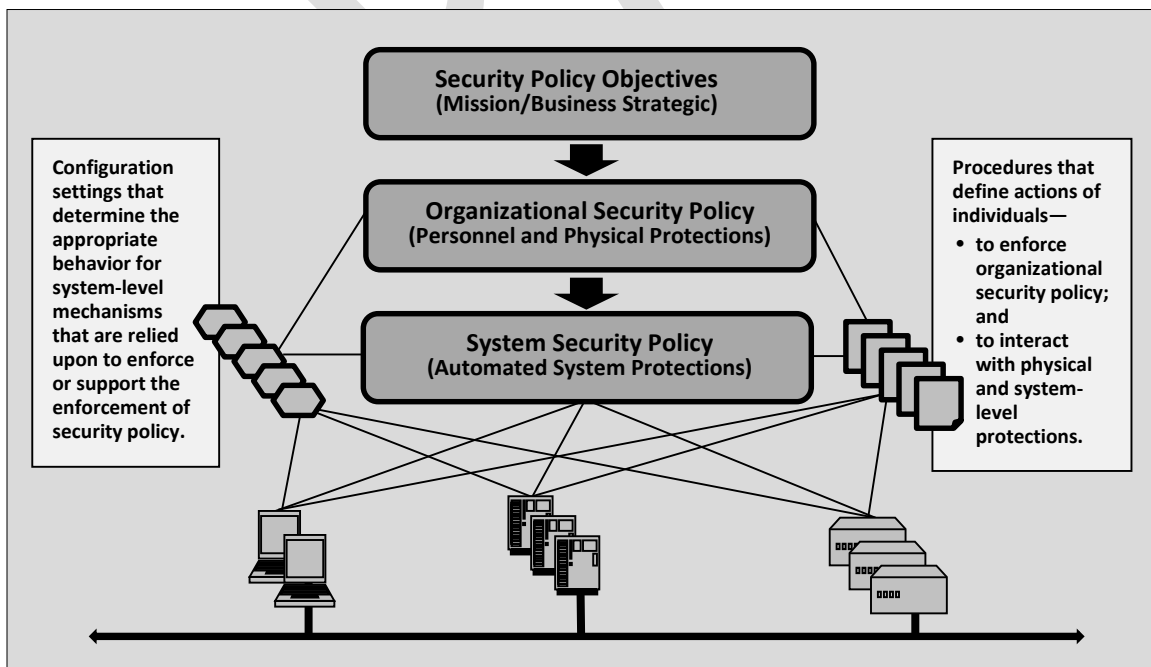 Security Policy Objectives
(Mission/Business Strategic)
Configuration
settings that
determine the
appropriate
behavior for
system-level
mechanisms
that are relied
upon to enforce
or support the
enforcement of
security policy.
Organizational Security Policy
(Personnel and Physical Protections)
System Security Policy
(Automated System Protections)
Procedures that
define actions of
individuals—
• to enforce
organizational
security policy;
and
• to interact
with physical
and system-
level
protections.